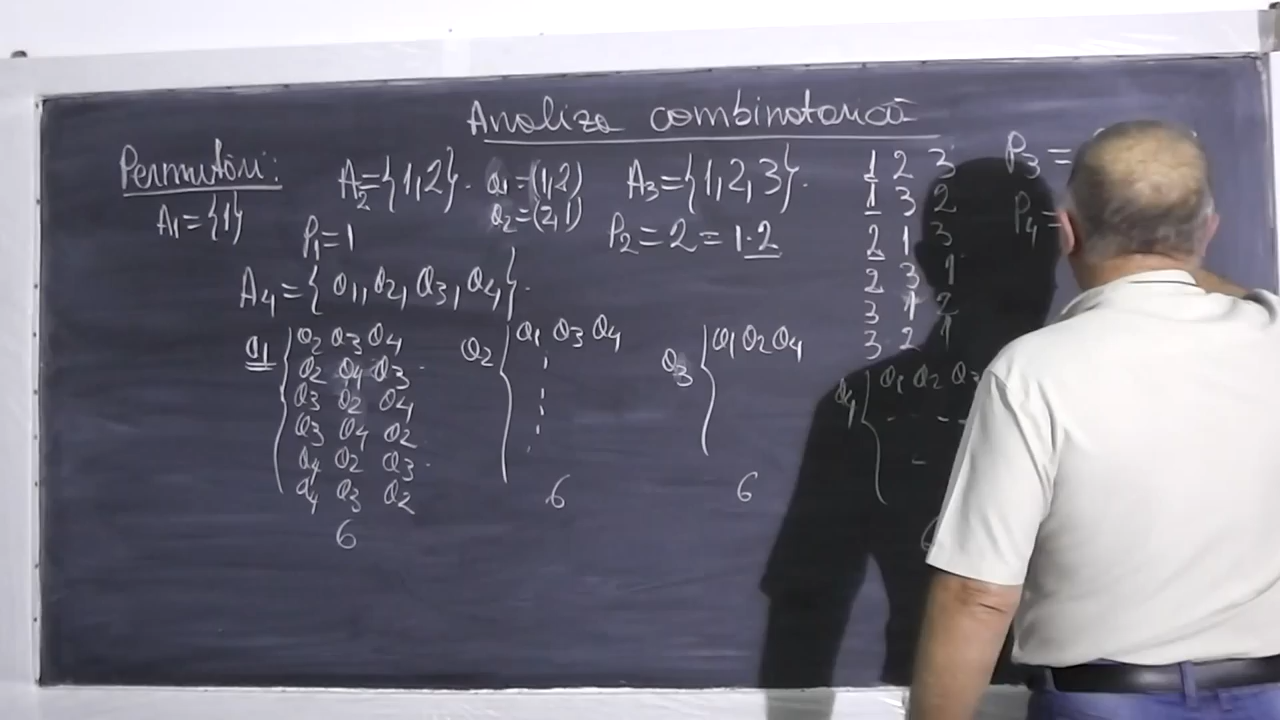 Analiza combinatorică
Permutări:
A₁={1}
A₂={1,2}. a₁=(1,2)
a₂=(2,1)
A₃={1,2,3}.
P₁=1
P₂=2=1·2
1 2 3
1 3 2
2 1 3
2 3 1
3 1 2
3 2 1
P₃=
P₄=
A₄={a₁,a₂,a₃,a₄}.
a₁ { a₂ a₃ a₄
a₂ a₄ a₃
a₃ a₂ a₄
a₃ a₄ a₂
a₄ a₂ a₃
a₄ a₃ a₂
6
a₂ { a₁ a₃ a₄
6
a₃ { a₁ a₂ a₄
6
a₄ { a₁ a₂ a₃